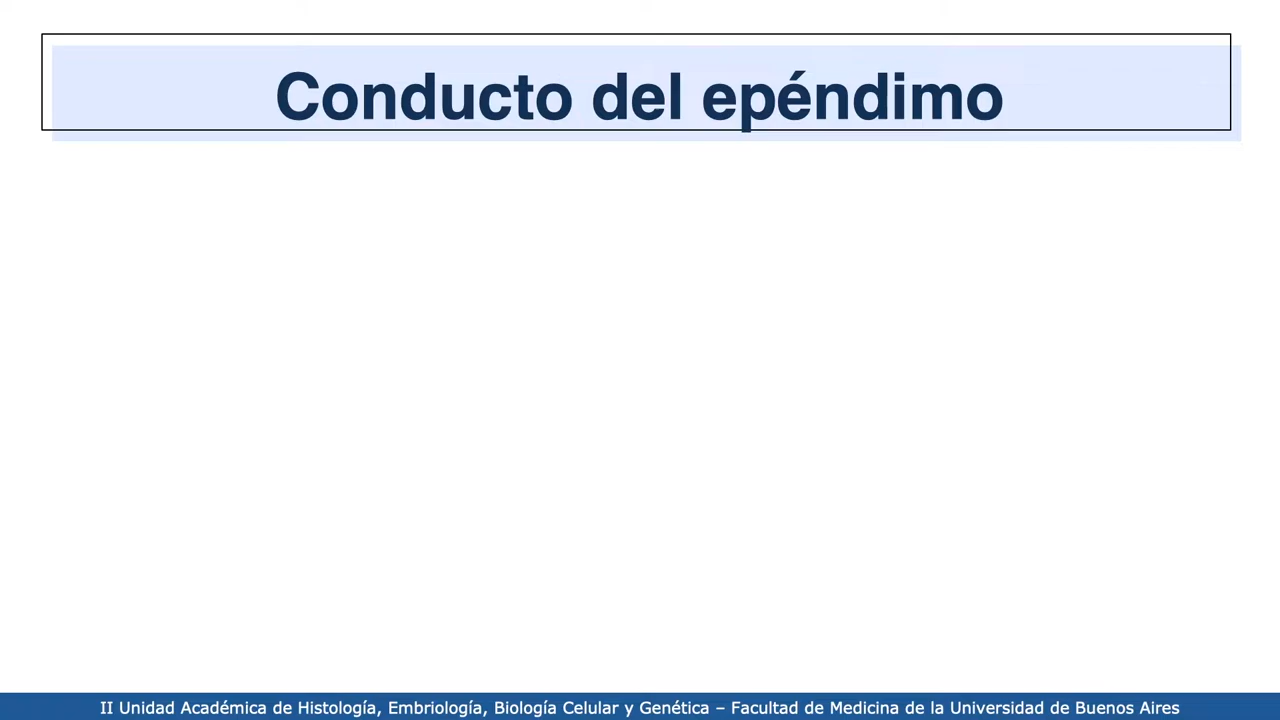 Conducto del epéndimo
II Unidad Académica de Histología, Embriología, Biología Celular y Genética – Facultad de Medicina de la Universidad de Buenos Aires